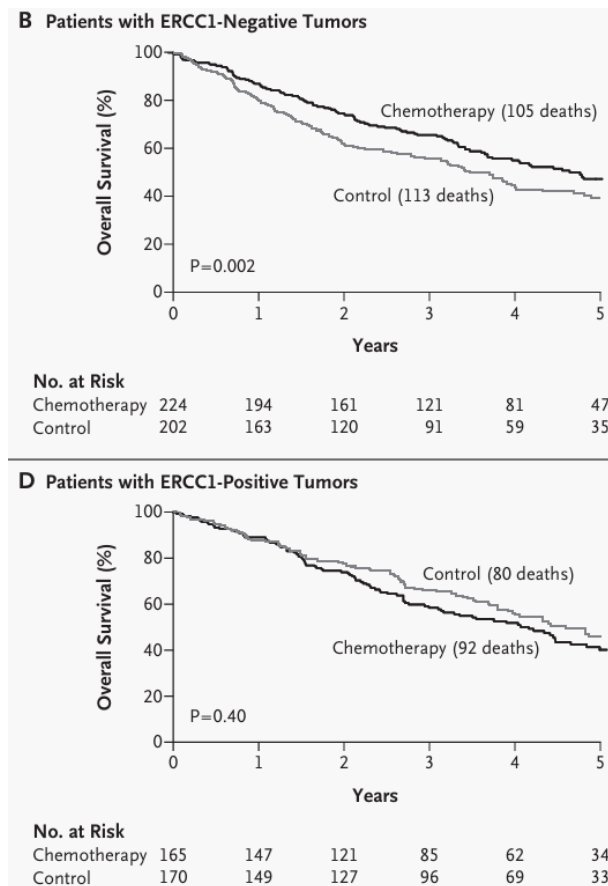 B Patients with ERCC1-Negative Tumors
100
80
60
40
20
0
Overall Survival (%)
Chemotherapy (105 deaths)
Control (113 deaths)
P=0.002
0 1 2 3 4 5
Years
No. at Risk
Chemotherapy 224 194 161 121 81 47
Control 202 163 120 91 59 35
D Patients with ERCC1-Positive Tumors
100
80
60
40
20
0
Overall Survival (%)
Control (80 deaths)
Chemotherapy (92 deaths)
P=0.40
0 1 2 3 4 5
Years
No. at Risk
Chemotherapy 165 147 121 85 62 34
Control 170 149 127 96 69 33